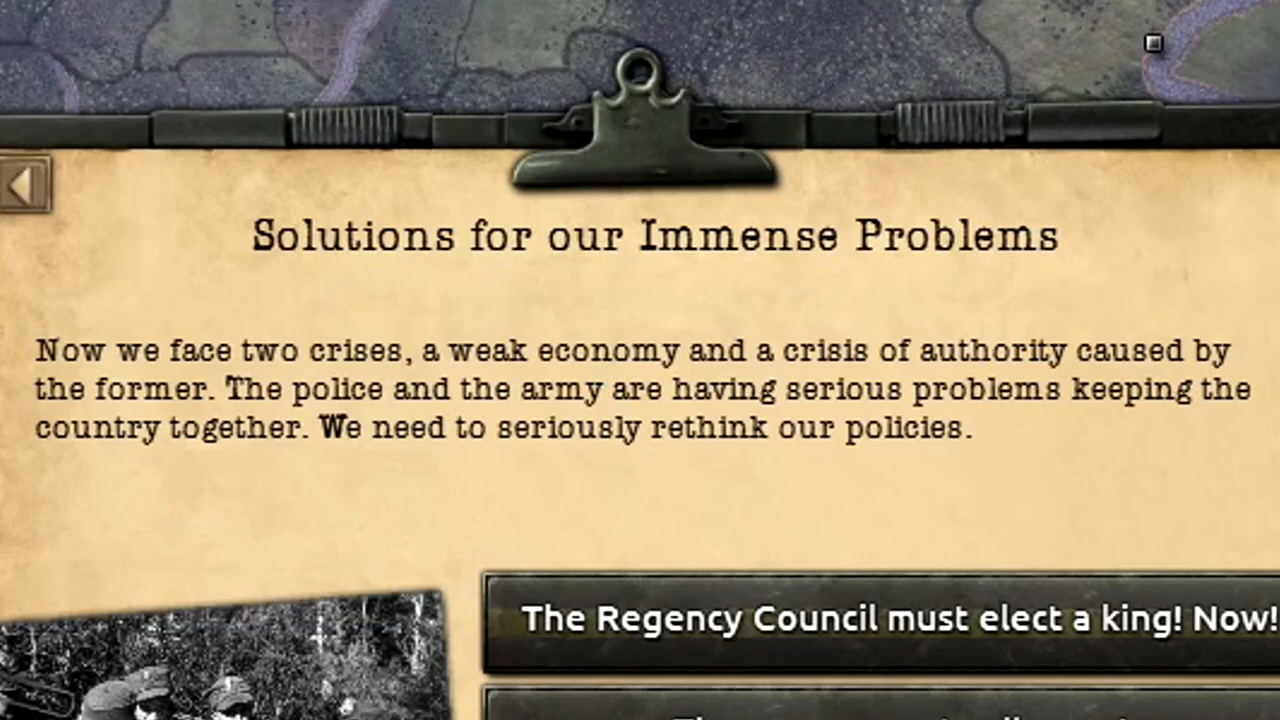 Solutions for our Immense Problems
Now we face two crises, a weak economy and a crisis of authority caused by
the former. The police and the army are having serious problems keeping the
country together. We need to seriously rethink our policies.
The Regency Council must elect a king! Now!